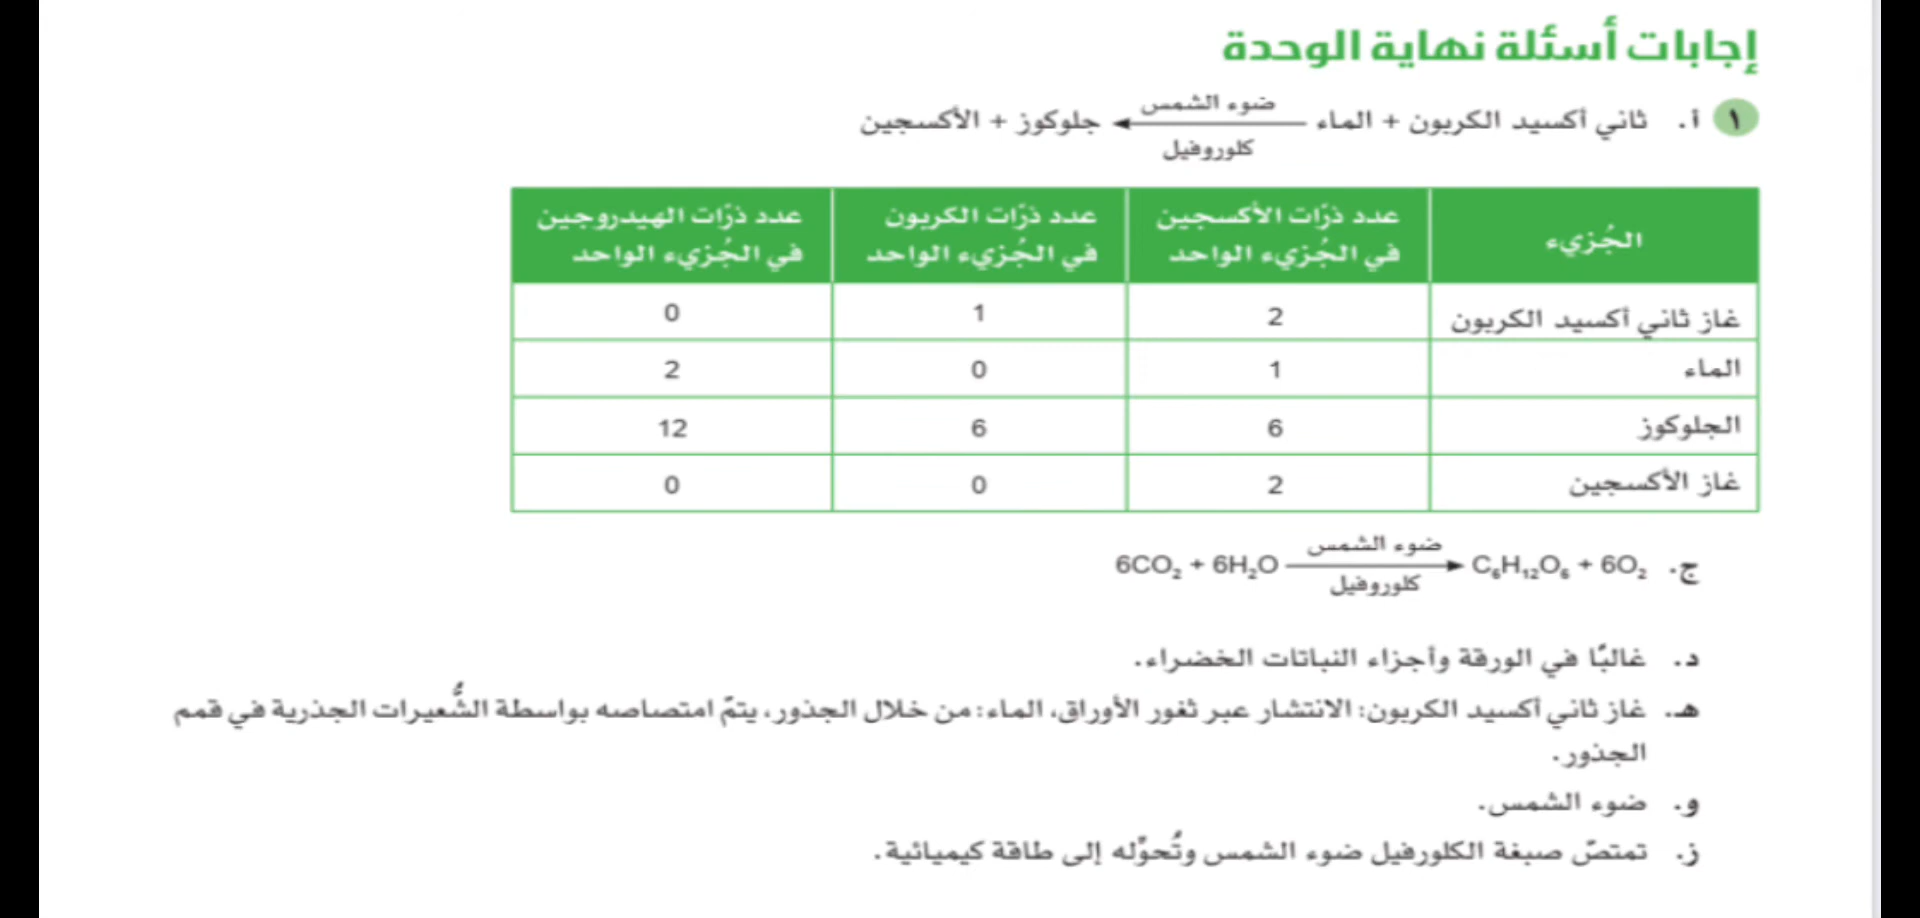 إجابات أسئلة نهاية الوحدة
١ أ. ثاني أكسيد الكربون + الماء ضوء الشمس كلوروفيل جلوكوز + الأكسجين
الجُزيء عدد ذرّات الأكسجين في الجُزيء الواحد عدد ذرّات الكربون في الجُزيء الواحد عدد ذرّات الهيدروجين في الجُزيء الواحد
غاز ثاني أكسيد الكربون 2 1 0
الماء 1 0 2
الجلوكوز 6 6 12
غاز الأكسجين 2 0 0
ج. 6CO₂ + 6H₂O ضوء الشمس كلوروفيل C₆H₁₂O₆ + 6O₂
د. غالبًا في الورقة وأجزاء النباتات الخضراء.
هـ. غاز ثاني أكسيد الكربون: الانتشار عبر ثغور الأوراق، الماء: من خلال الجذور، يتمّ امتصاصه بواسطة الشُّعيرات الجذرية في قمم
الجذور.
و. ضوء الشمس.
ز. تمتصّ صبغة الكلورفيل ضوء الشمس وتُحوِّله إلى طاقة كيميائية.